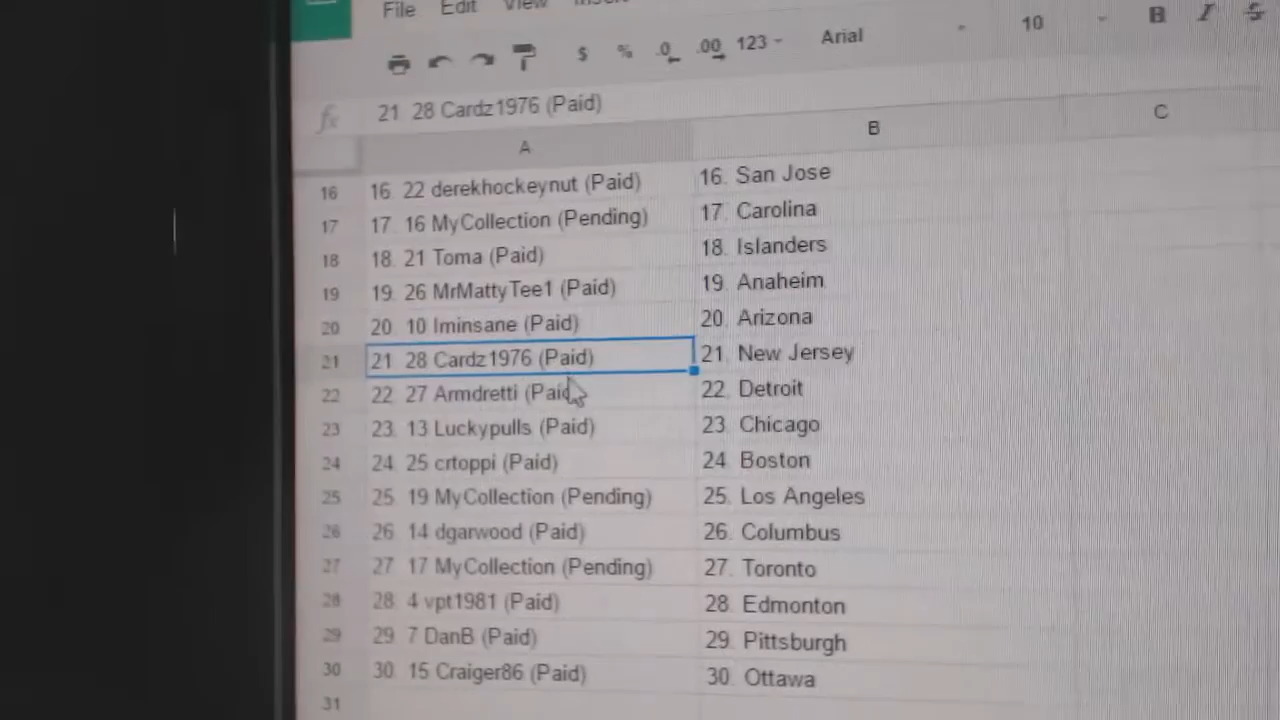 File Edit View
$ % .0 .00 123 Arial 10 B I S
fx 21 28 Cardz1976 (Paid)
A B C
16 16 22 derekhockeynut (Paid) 16. San Jose
17 17. 16 MyCollection (Pending) 17. Carolina
18 18. 21 Toma (Paid) 18. Islanders
19 19. 26 MrMattyTee1 (Paid) 19. Anaheim
20 20 10 Iminsane (Paid) 20. Arizona
21 21 28 Cardz1976 (Paid) 21. New Jersey
22 22 27 Armdretti (Paid 22. Detroit
23 23. 13 Luckypulls (Paid) 23. Chicago
24 24 25 crtoppi (Paid) 24. Boston
25 25 19 MyCollection (Pending) 25. Los Angeles
26 26 14 dgarwood (Paid) 26. Columbus
27 27 17 MyCollection (Pending) 27. Toronto
28 28. 4 vpt1981 (Paid) 28. Edmonton
29 29. 7 DanB (Paid) 29. Pittsburgh
30 30. 15 Craiger86 (Paid) 30. Ottawa
31